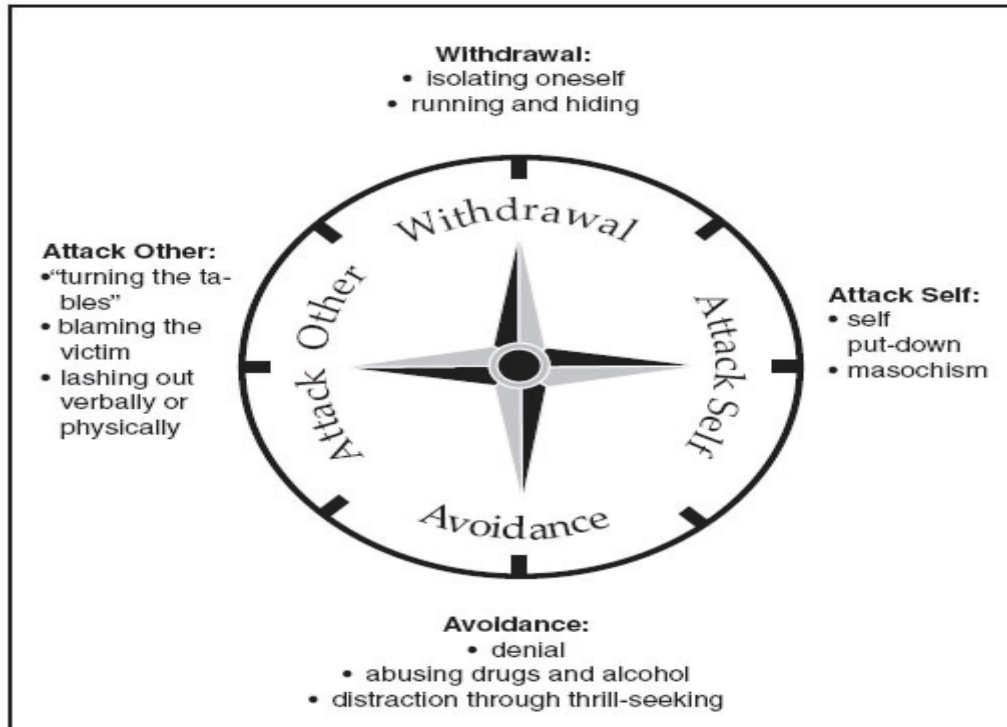 Withdrawal:
• isolating oneself
• running and hiding
Withdrawal
Attack Other:
•“turning the ta-
bles”
• blaming the
victim
• lashing out
verbally or
physically
Attack Other
Attack Self
Attack Self:
• self
put-down
• masochism
Avoidance
Avoidance:
• denial
• abusing drugs and alcohol
• distraction through thrill-seeking